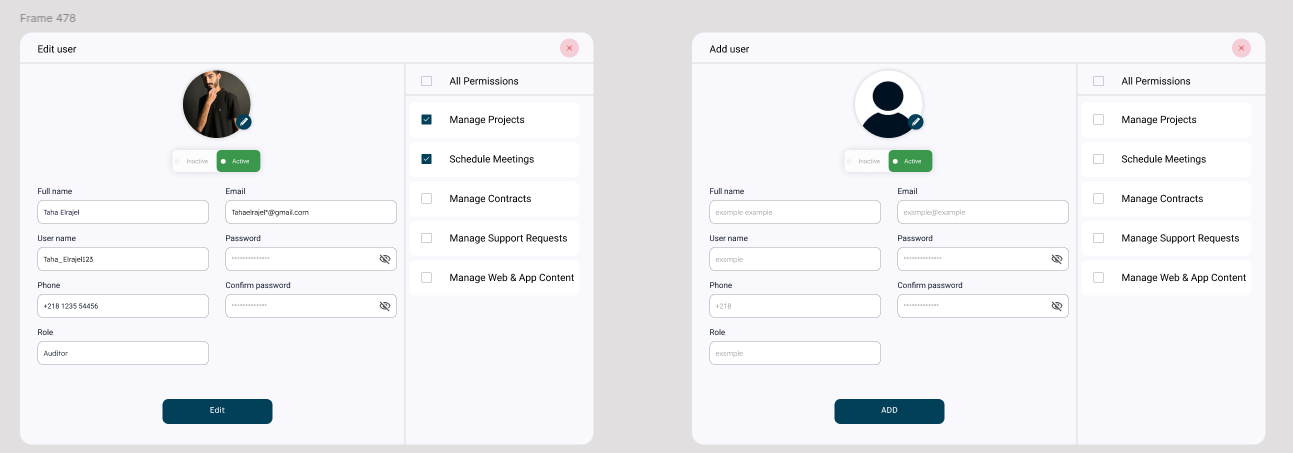 Frame 478
Edit user
Inactive
Active
Full name
Taha Elrajel
Email
Tahaelrajel*@gmail.com
User name
Taha_Elrajel123
Password
**************
Phone
+218 1235 54456
Confirm password
*************
Role
Auditor
Edit
All Permissions
Manage Projects
Schedule Meetings
Manage Contracts
Manage Support Requests
Manage Web & App Content
Add user
Inactive
Active
Full name
example example
Email
example@example
User name
example
Password
**************
Phone
+218
Confirm password
*************
Role
example
ADD
All Permissions
Manage Projects
Schedule Meetings
Manage Contracts
Manage Support Requests
Manage Web & App Content